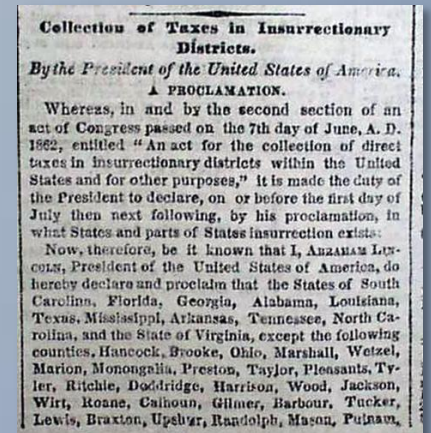 Collection of Taxes in Insurrectionary
Districts.
By the President of the United States of America.
A PROCLAMATION.
Whereas, in and by the second section of an
act of Congress passed on the 7th day of June, A. D.
1862, entitled "An act for the collection of direct
taxes in insurrectionary districts within the United
States and for other purposes," it is made the duty of
the President to declare, on or before the first day of
July then next following, by his proclamation, in
what States and parts of States insurrection exists:
Now, therefore, be it known that I, ABRAHAM LIN-
COLN, President of the United States of America, do
hereby declare and proclaim that the States of South
Carolina, Florida, Georgia, Alabama, Louisiana,
Texas, Mississippi, Arkansas, Tennessee, North Ca-
rolina, and the State of Virginia, except the following
counties, Hancock, Brooke, Ohio, Marshall, Wetzel,
Marion, Monongalia, Preston, Taylor, Pleasants, Ty-
ler, Ritchie, Doddridge, Harrison, Wood, Jackson,
Wirt, Roane, Calhoun, Gilmer, Barbour, Tucker,
Lewis, Braxton, Upshur, Randolph, Mason, Putnam,